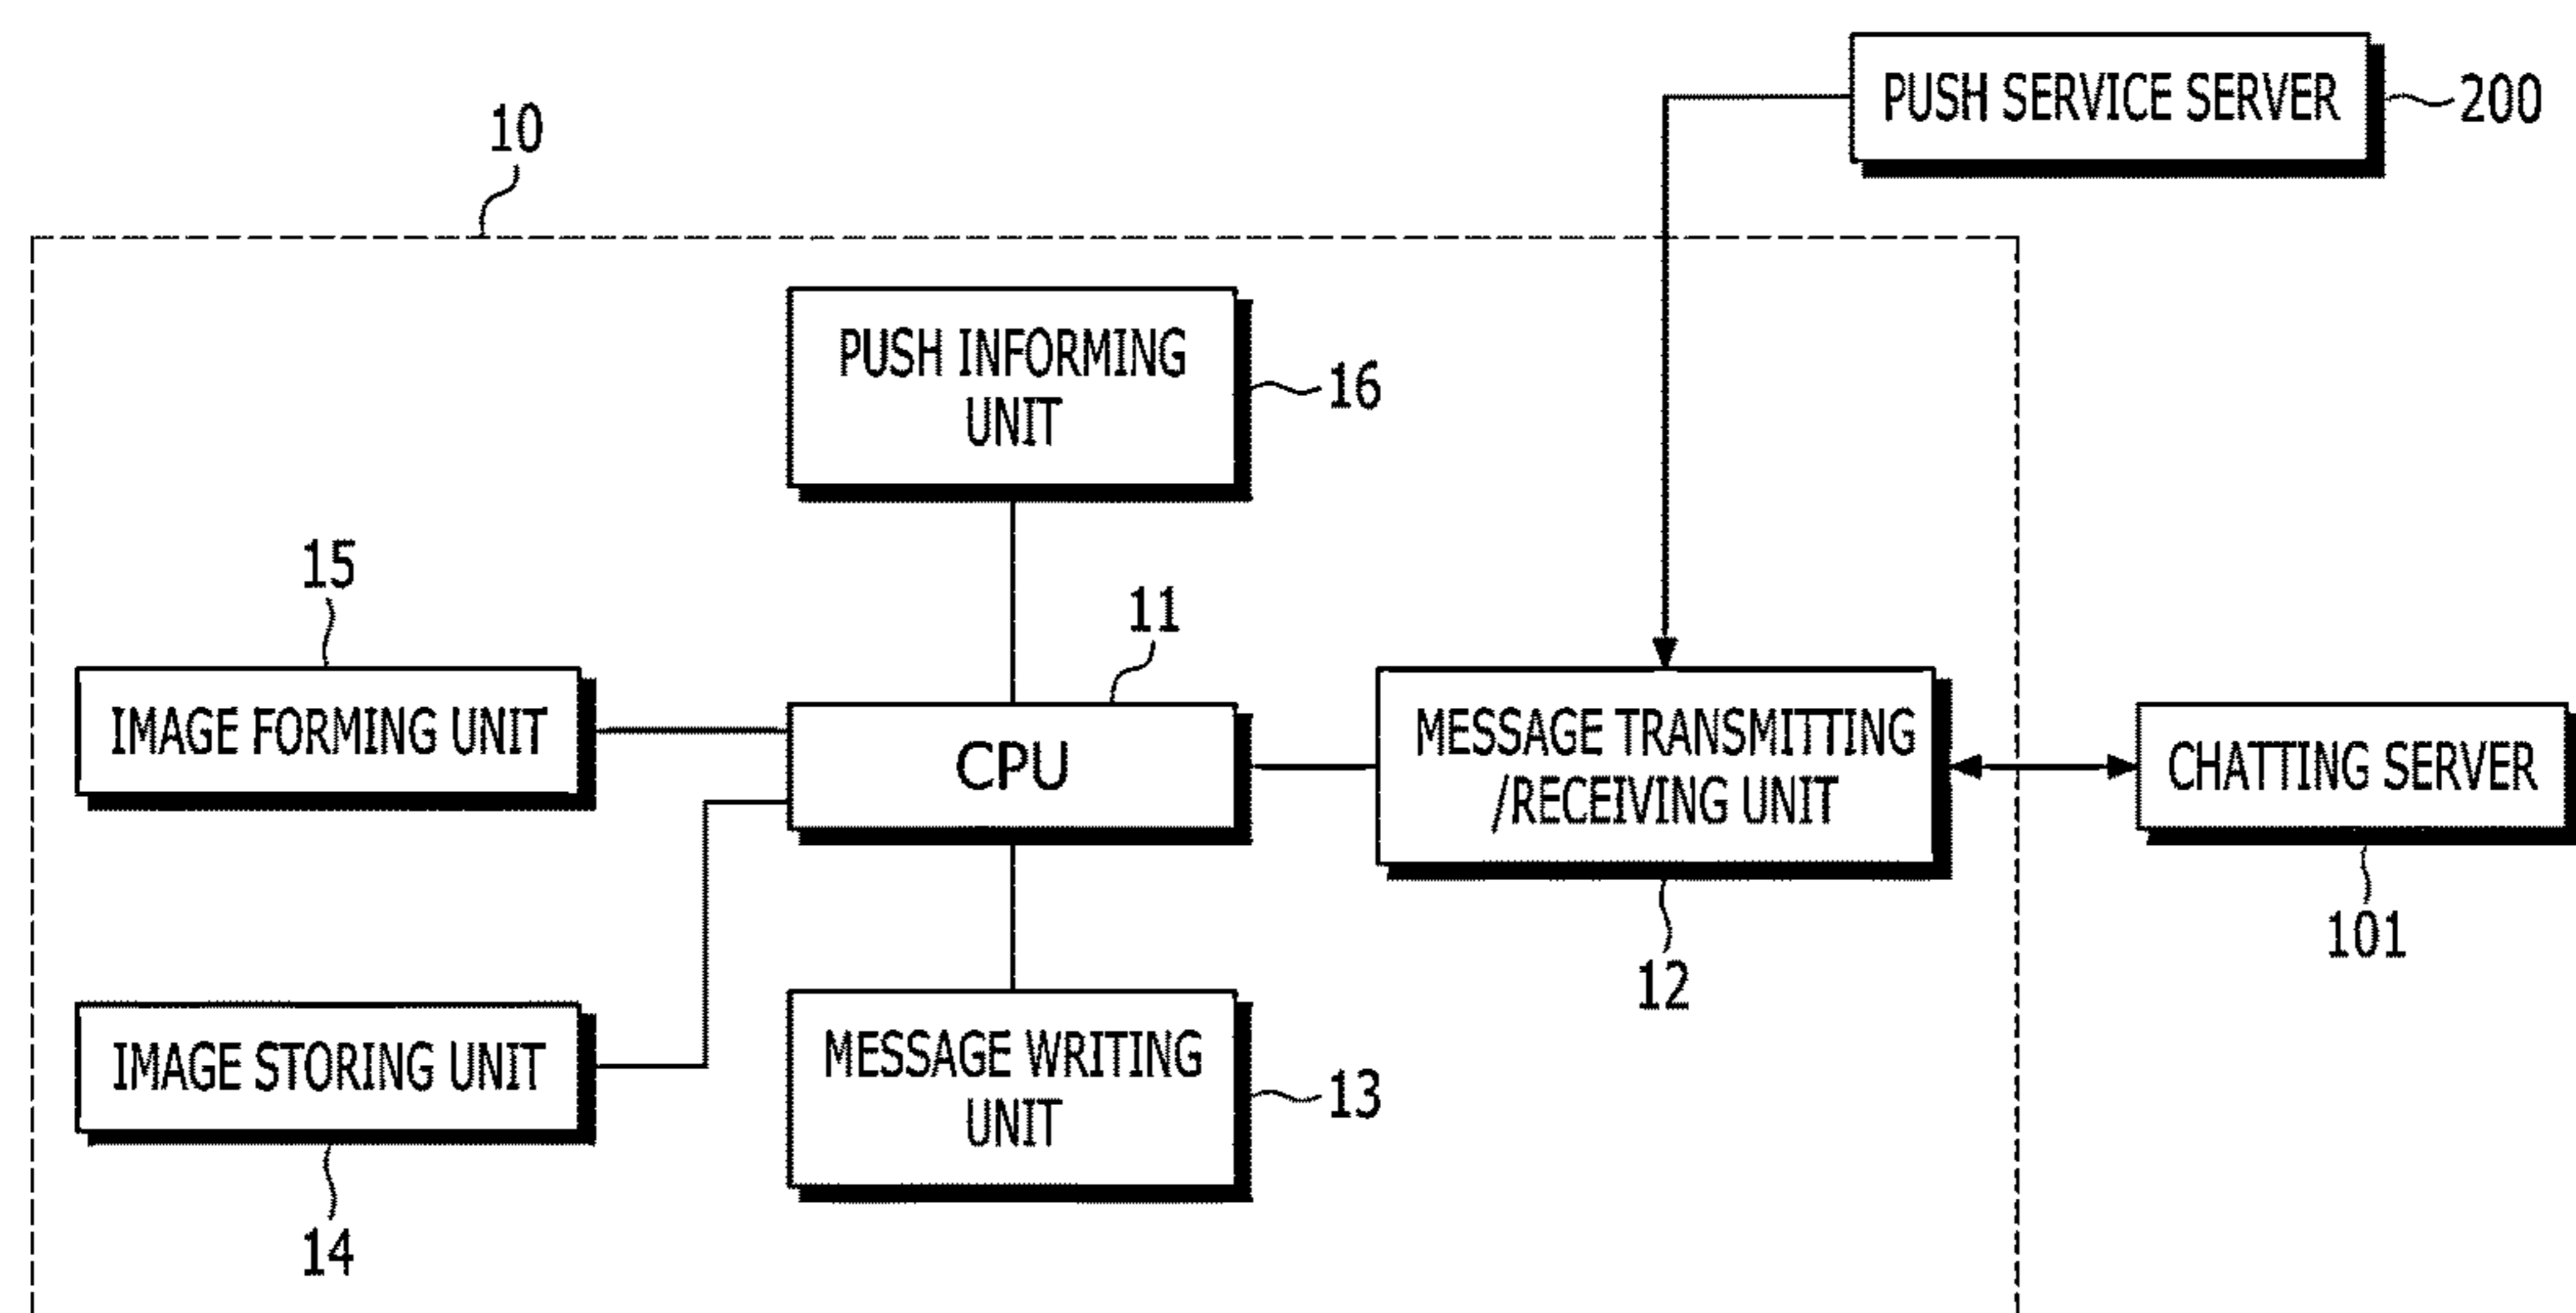 PUSH SERVICE SERVER
200
10
PUSH INFORMING
UNIT
16
15
11
IMAGE FORMING UNIT
CPU
MESSAGE TRANSMITTING
/RECEIVING UNIT
CHATTING SERVER
12
101
IMAGE STORING UNIT
MESSAGE WRITING
UNIT
13
14